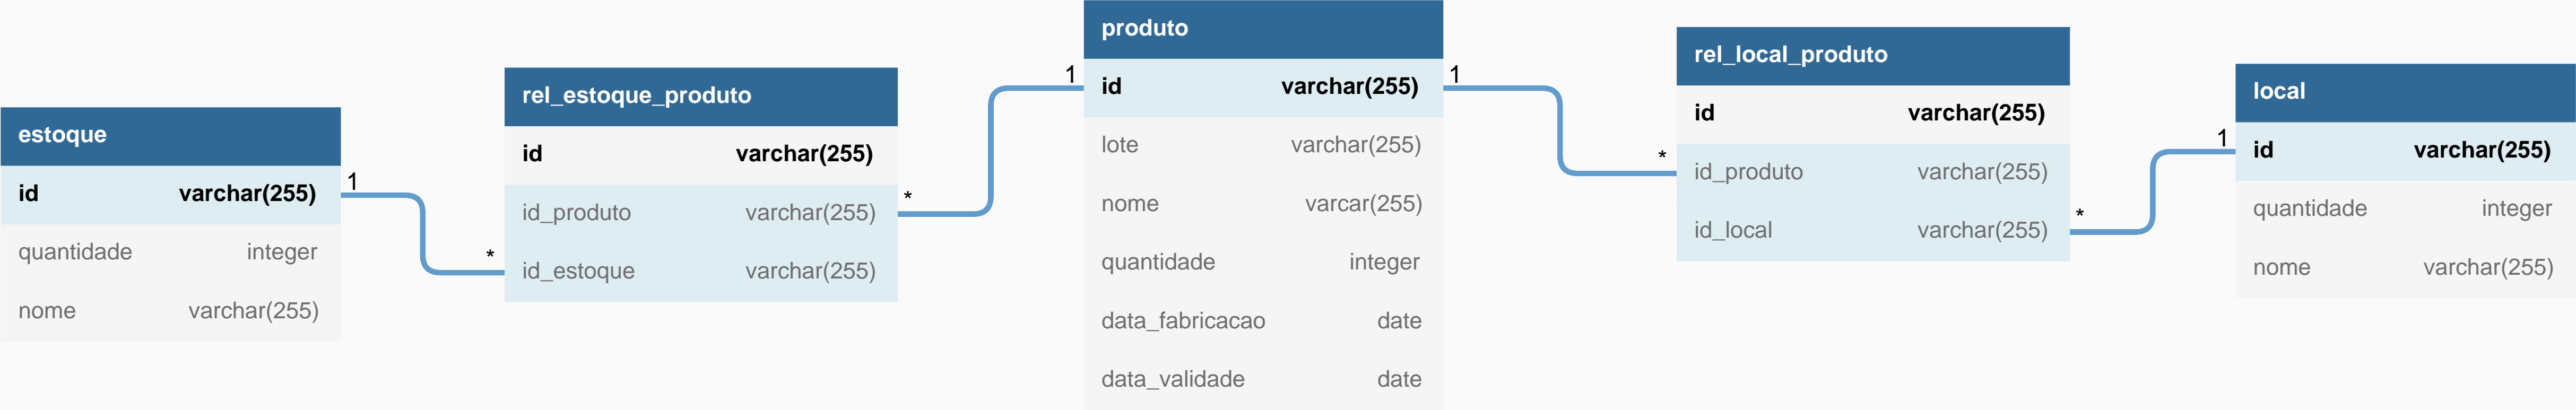 estoque
id varchar(255)
quantidade integer
nome varchar(255)
1
*
rel_estoque_produto
id varchar(255)
id_produto varchar(255)
id_estoque varchar(255)
*
1
produto
id varchar(255)
lote varchar(255)
nome varcar(255)
quantidade integer
data_fabricacao date
data_validade date
1
*
rel_local_produto
id varchar(255)
id_produto varchar(255)
id_local varchar(255)
*
1
local
id varchar(255)
quantidade integer
nome varchar(255)